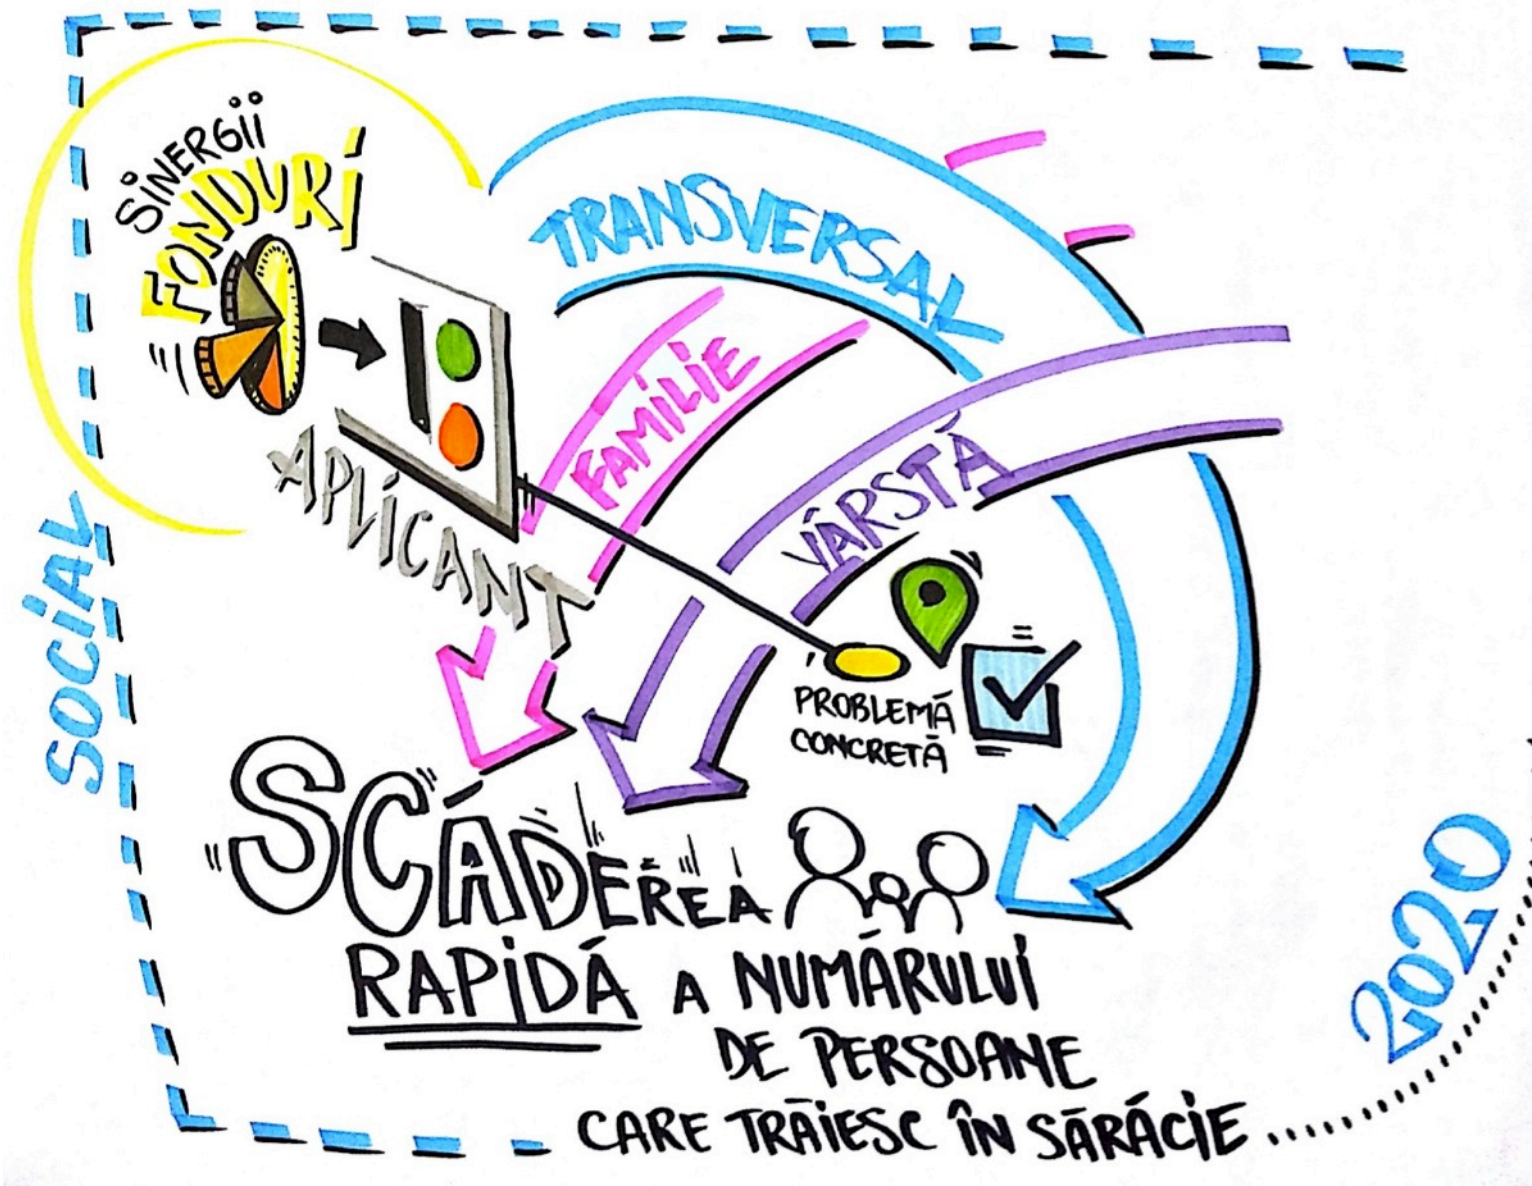 SINERGII
FONDURI
APLICANT
TRANSVERSAL
FAMILIE
VÂRSTĂ
PROBLEMĂ
CONCRETĂ
SOCIAL
SCĂDEREA
RAPIDĂ A NUMĂRULUI
DE PERSOANE
CARE TRĂIESC ÎN SĂRĂCIE
2020